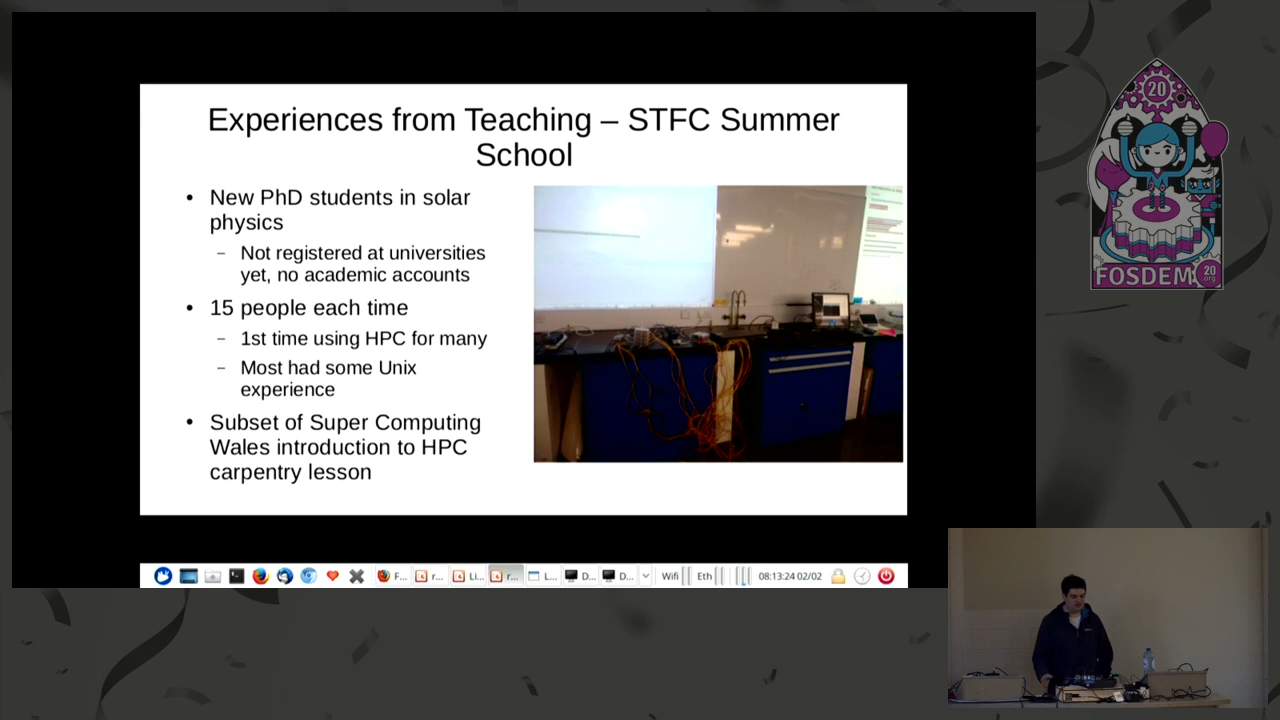 Experiences from Teaching – STFC Summer
School
• New PhD students in solar
physics
– Not registered at universities
yet, no academic accounts
• 15 people each time
– 1st time using HPC for many
– Most had some Unix
experience
• Subset of Super Computing
Wales introduction to HPC
carpentry lesson
F...
r...
Li...
r...
L...
D...
D...
Wifi
Eth
08:13:24 02/02
20
FOSDEM 20
.org